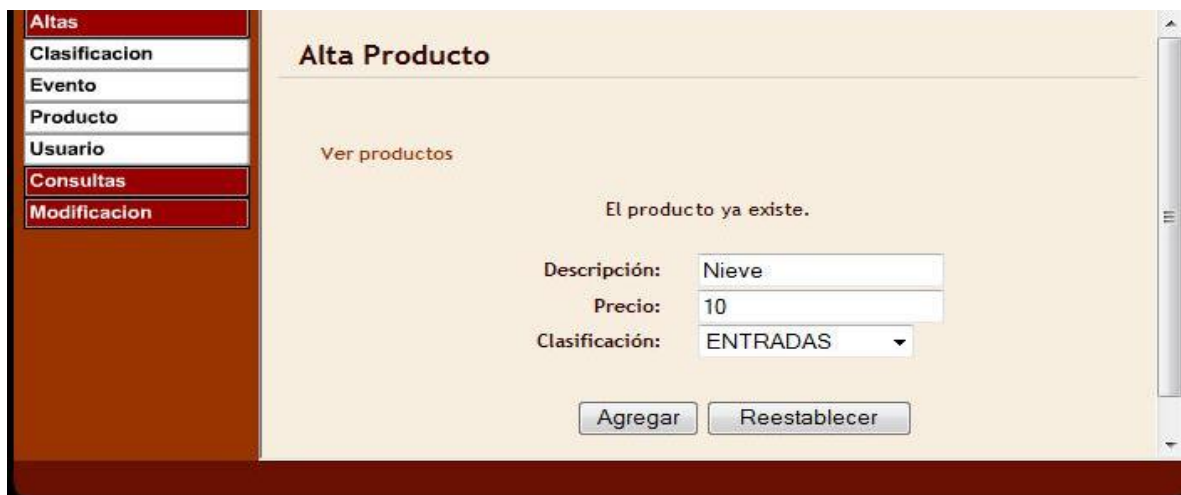 Altas
Clasificacion
Evento
Producto
Usuario
Consultas
Modificacion
Alta Producto
Ver productos
El producto ya existe.
Descripción: Nieve
Precio: 10
Clasificación: ENTRADAS
Agregar Reestablecer